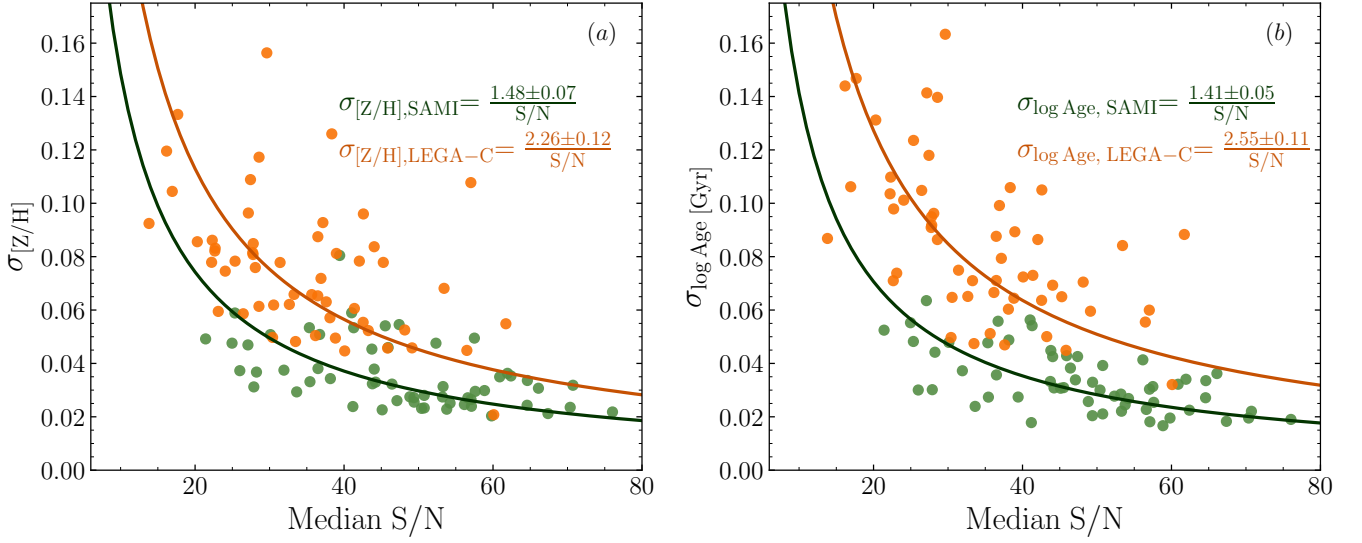 (a)
σ[Z/H],SAMI= 1.48±0.07/S/N
σ[Z/H],LEGA−C= 2.26±0.12/S/N
σ[Z/H]
0.16
0.14
0.12
0.10
0.08
0.06
0.04
0.02
0.00
20 40 60 80
Median S/N
(b)
σlog Age, SAMI= 1.41±0.05/S/N
σlog Age, LEGA−C= 2.55±0.11/S/N
σlog Age [Gyr]
0.16
0.14
0.12
0.10
0.08
0.06
0.04
0.02
0.00
20 40 60 80
Median S/N